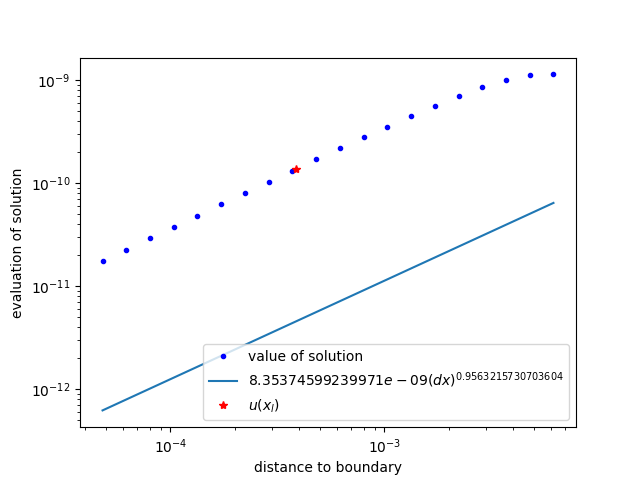 10⁻⁹
10⁻¹⁰
10⁻¹¹
10⁻¹²
evaluation of solution
value of solution
8.35374599239971e − 09(dx)^0.9563215730703604
u(x_l)
10⁻⁴
10⁻³
distance to boundary